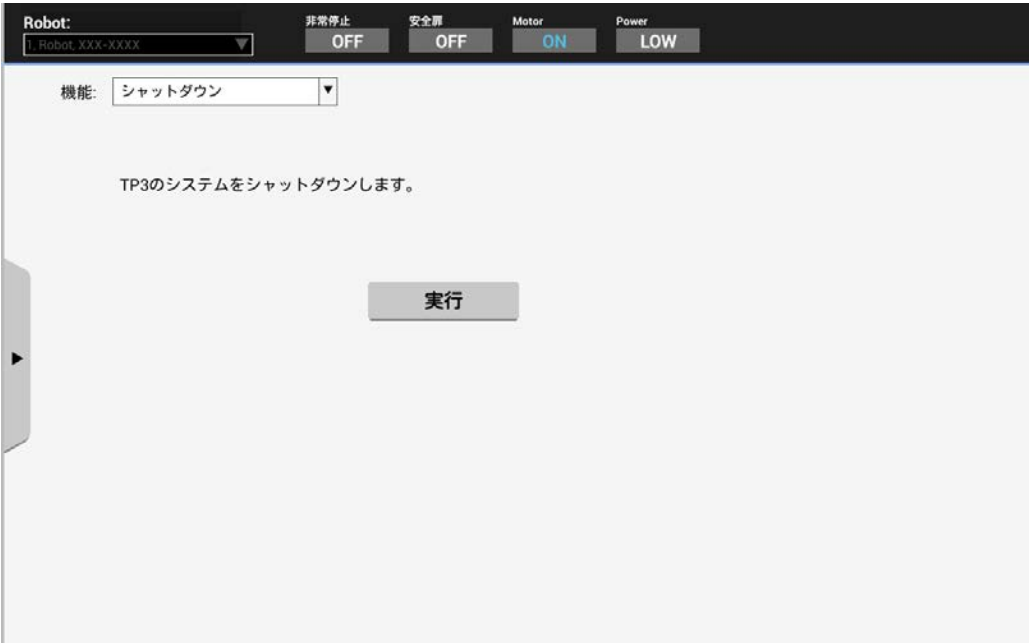 Robot:
1, Robot, XXX-XXXX
非常停止 安全扉 Motor Power
OFF OFF ON LOW
機能: シャットダウン
TP3のシステムをシャットダウンします。
実行